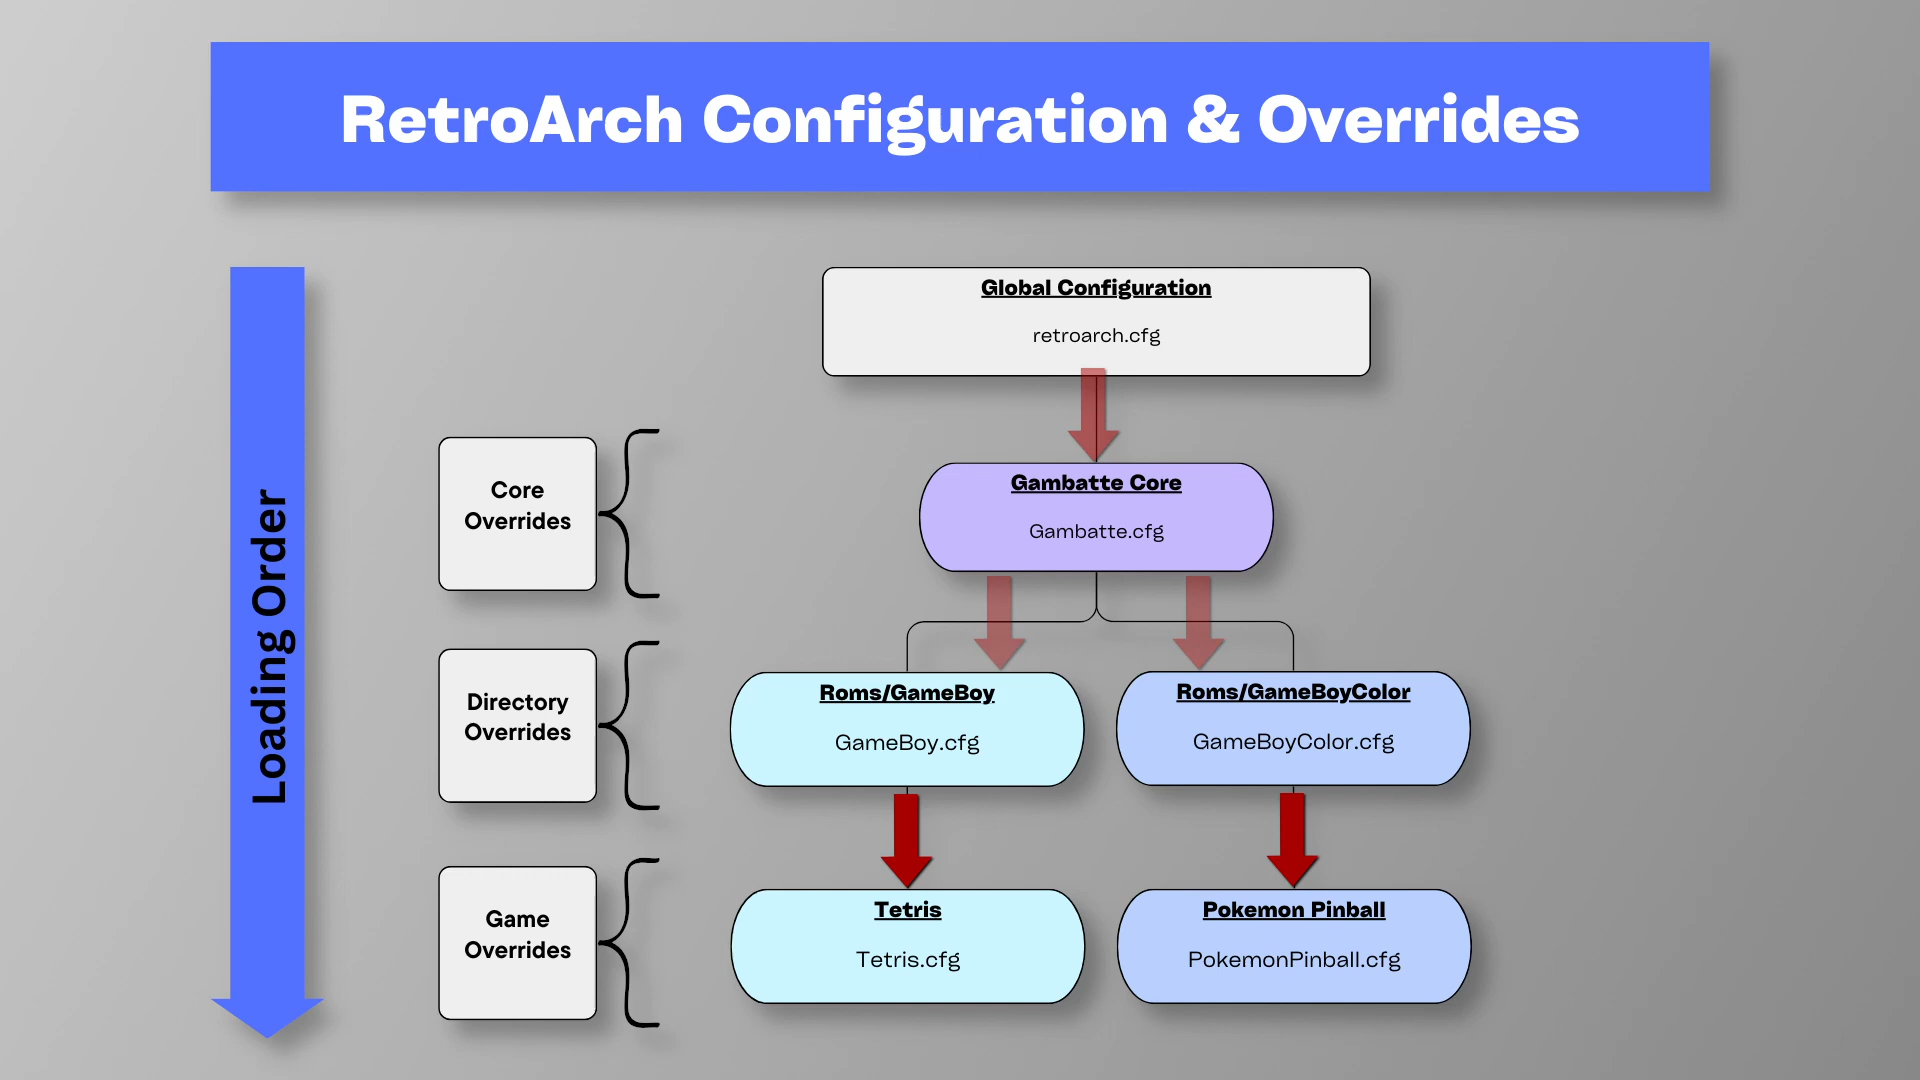 RetroArch Configuration & Overrides
Loading Order
Global Configuration
retroarch.cfg
Core
Overrides
Gambatte Core
Gambatte.cfg
Directory
Overrides
Roms/GameBoy
GameBoy.cfg
Roms/GameBoyColor
GameBoyColor.cfg
Game
Overrides
Tetris
Tetris.cfg
Pokemon Pinball
PokemonPinball.cfg